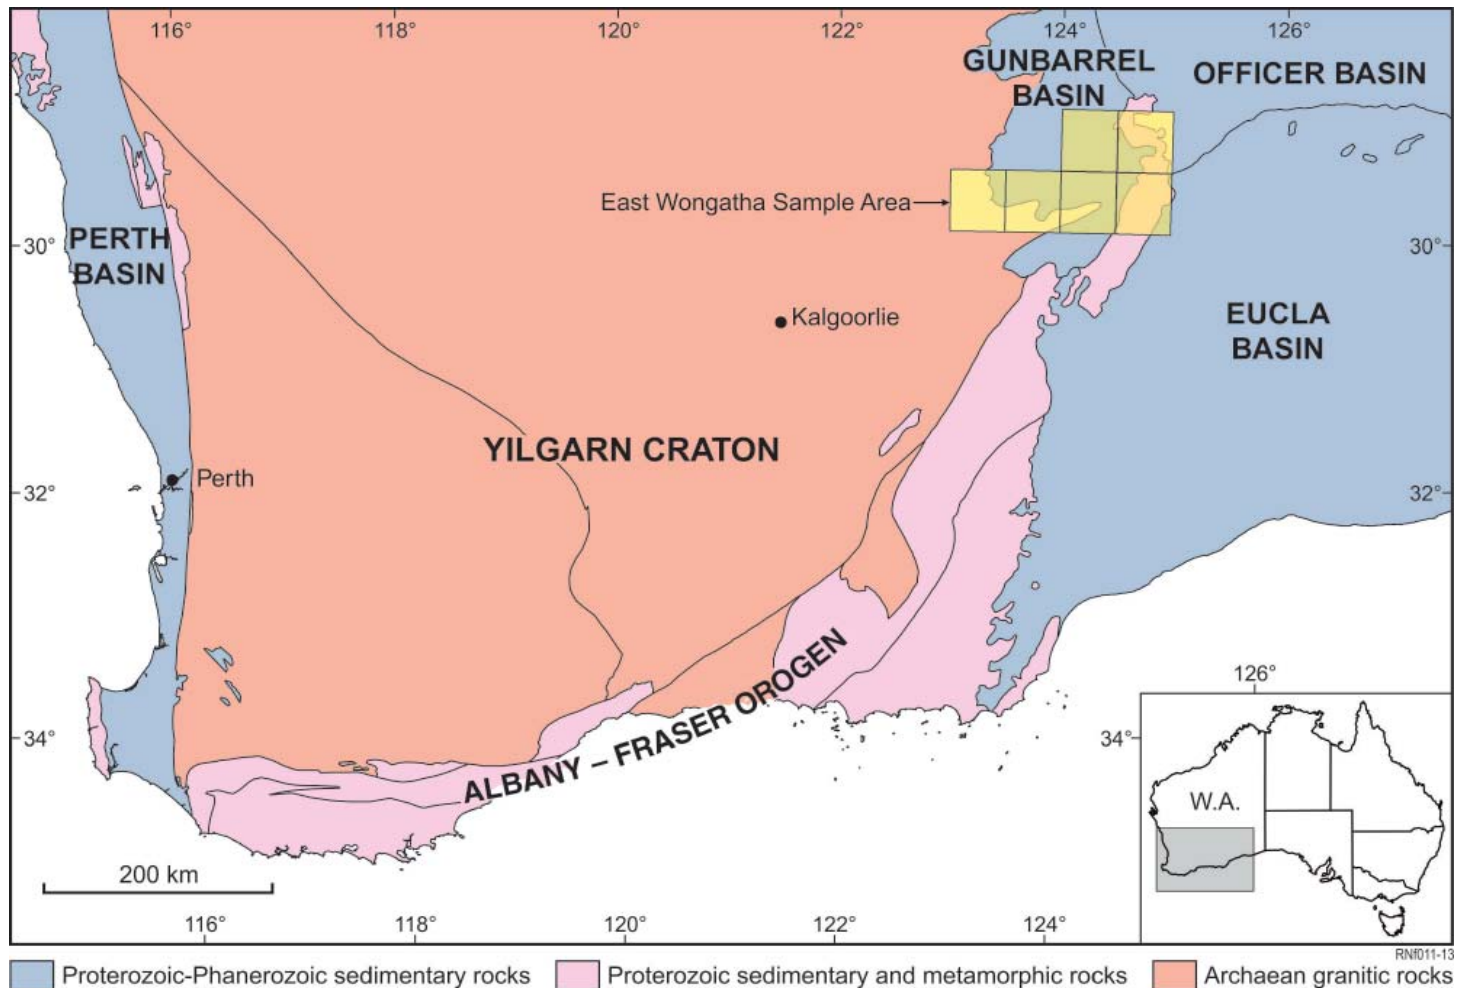 116° 118° 120° 122° 124° 126°
GUNBARREL
BASIN
OFFICER BASIN
East Wongatha Sample Area
30°
30°
PERTH
BASIN
Kalgoorlie
EUCLA
BASIN
YILGARN CRATON
Perth
32°
32°
ALBANY – FRASER OROGEN
34°
34°
126°
W.A.
200 km
116° 118° 120° 122° 124°
RNf011-13
Proterozoic-Phanerozoic sedimentary rocks
Proterozoic sedimentary and metamorphic rocks
Archaean granitic rocks